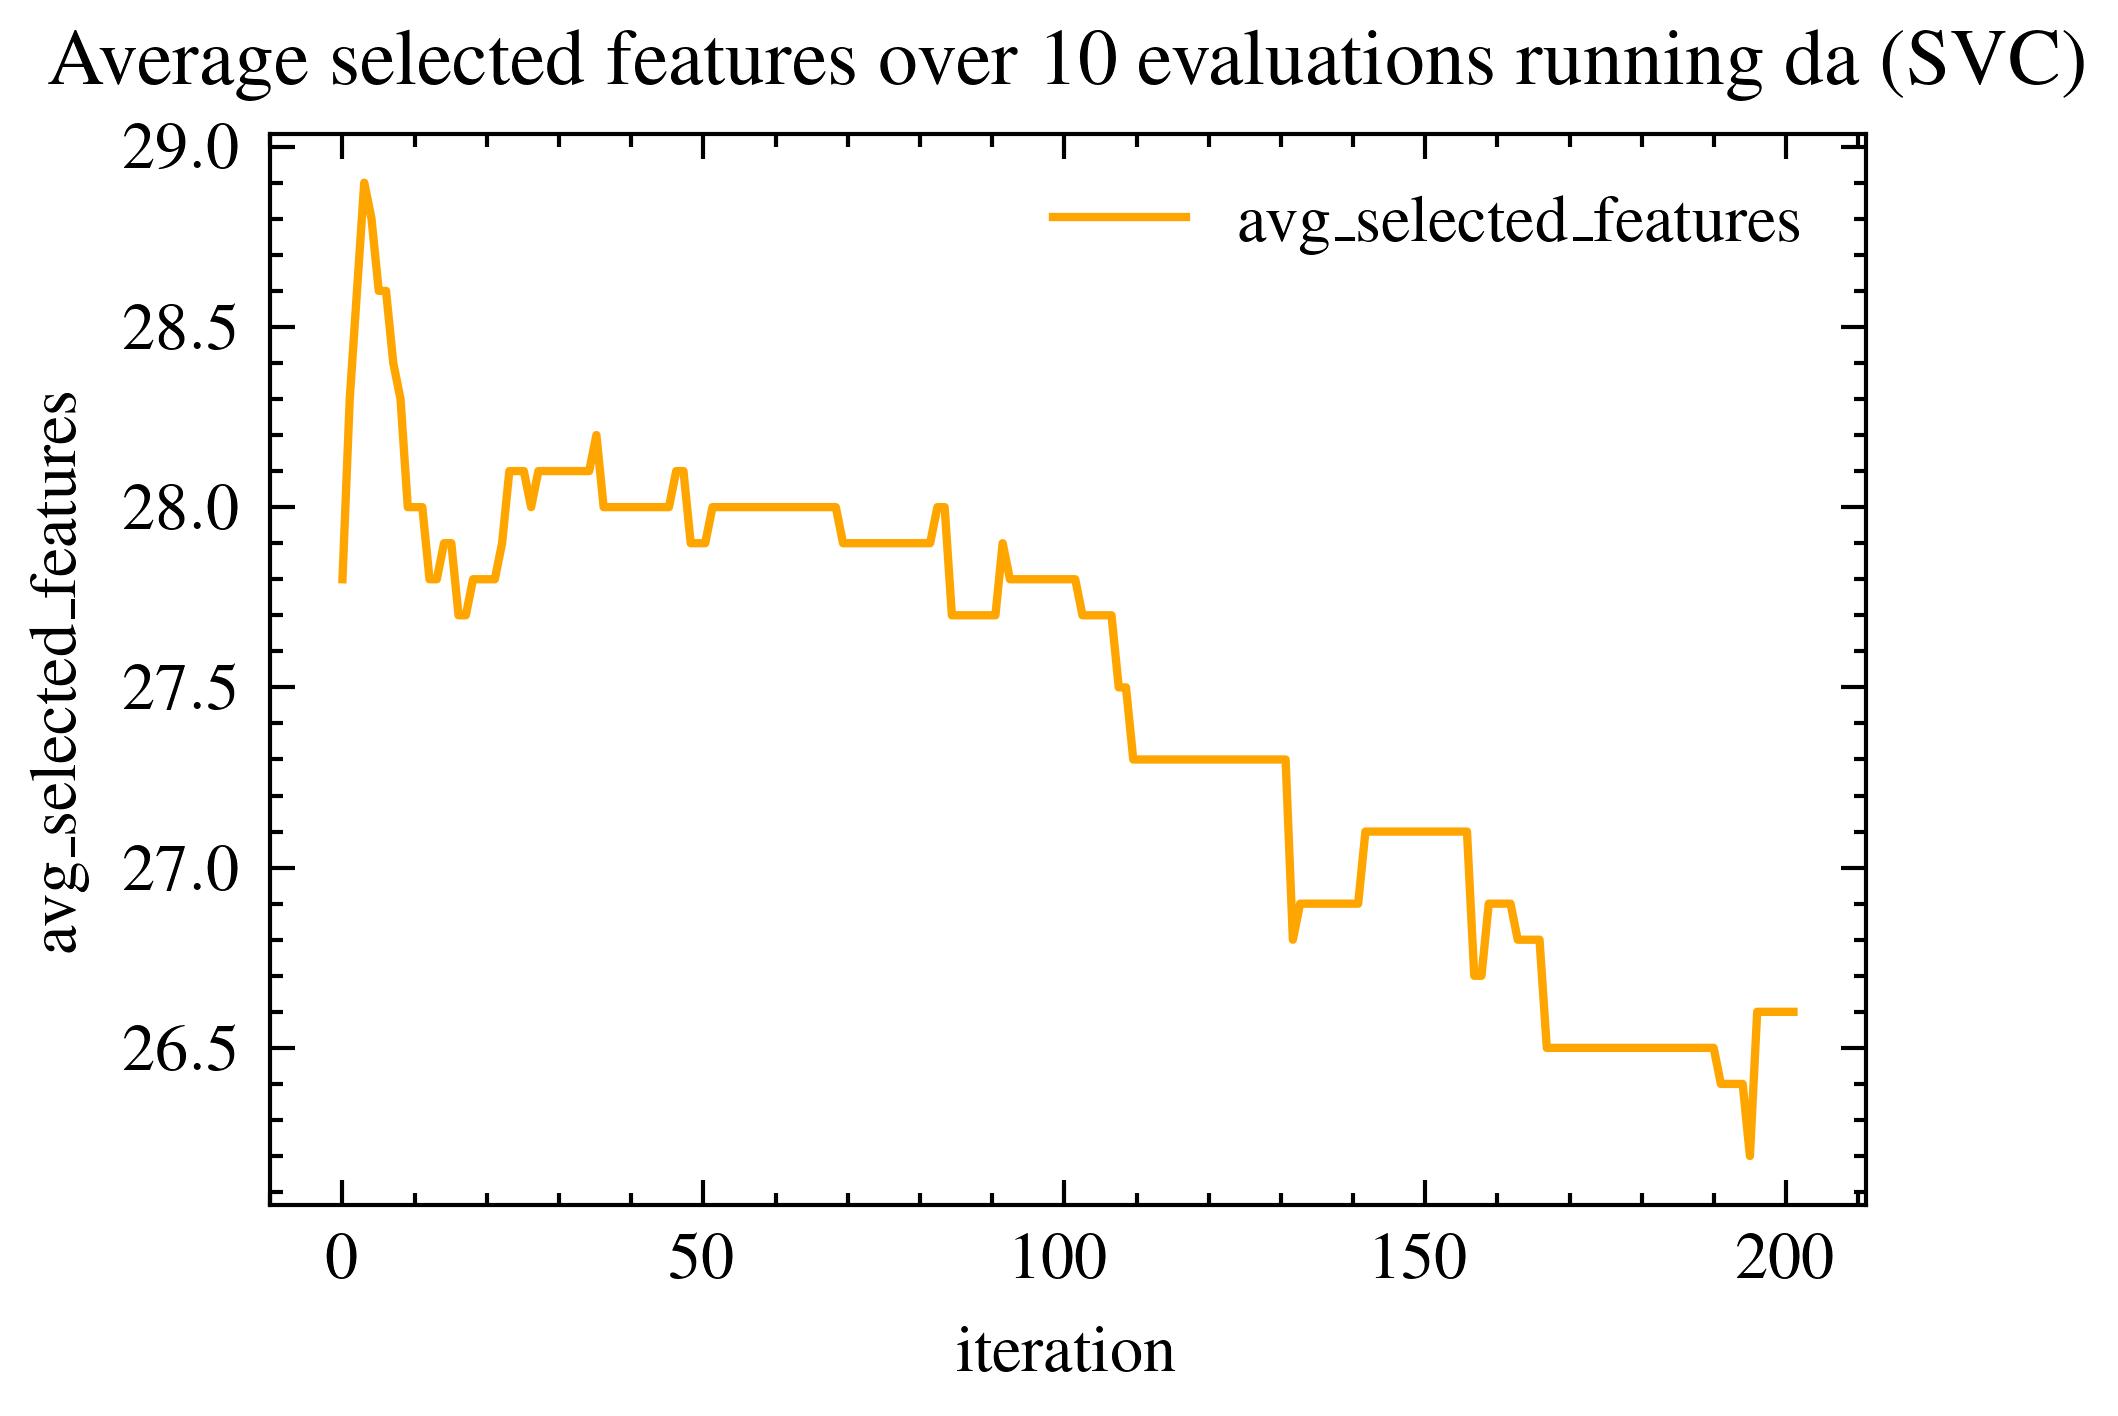 Average selected features over 10 evaluations running da (SVC)
avg_selected_features
29.0
28.5
28.0
27.5
27.0
26.5
avg_selected_features
0 50 100 150 200
iteration